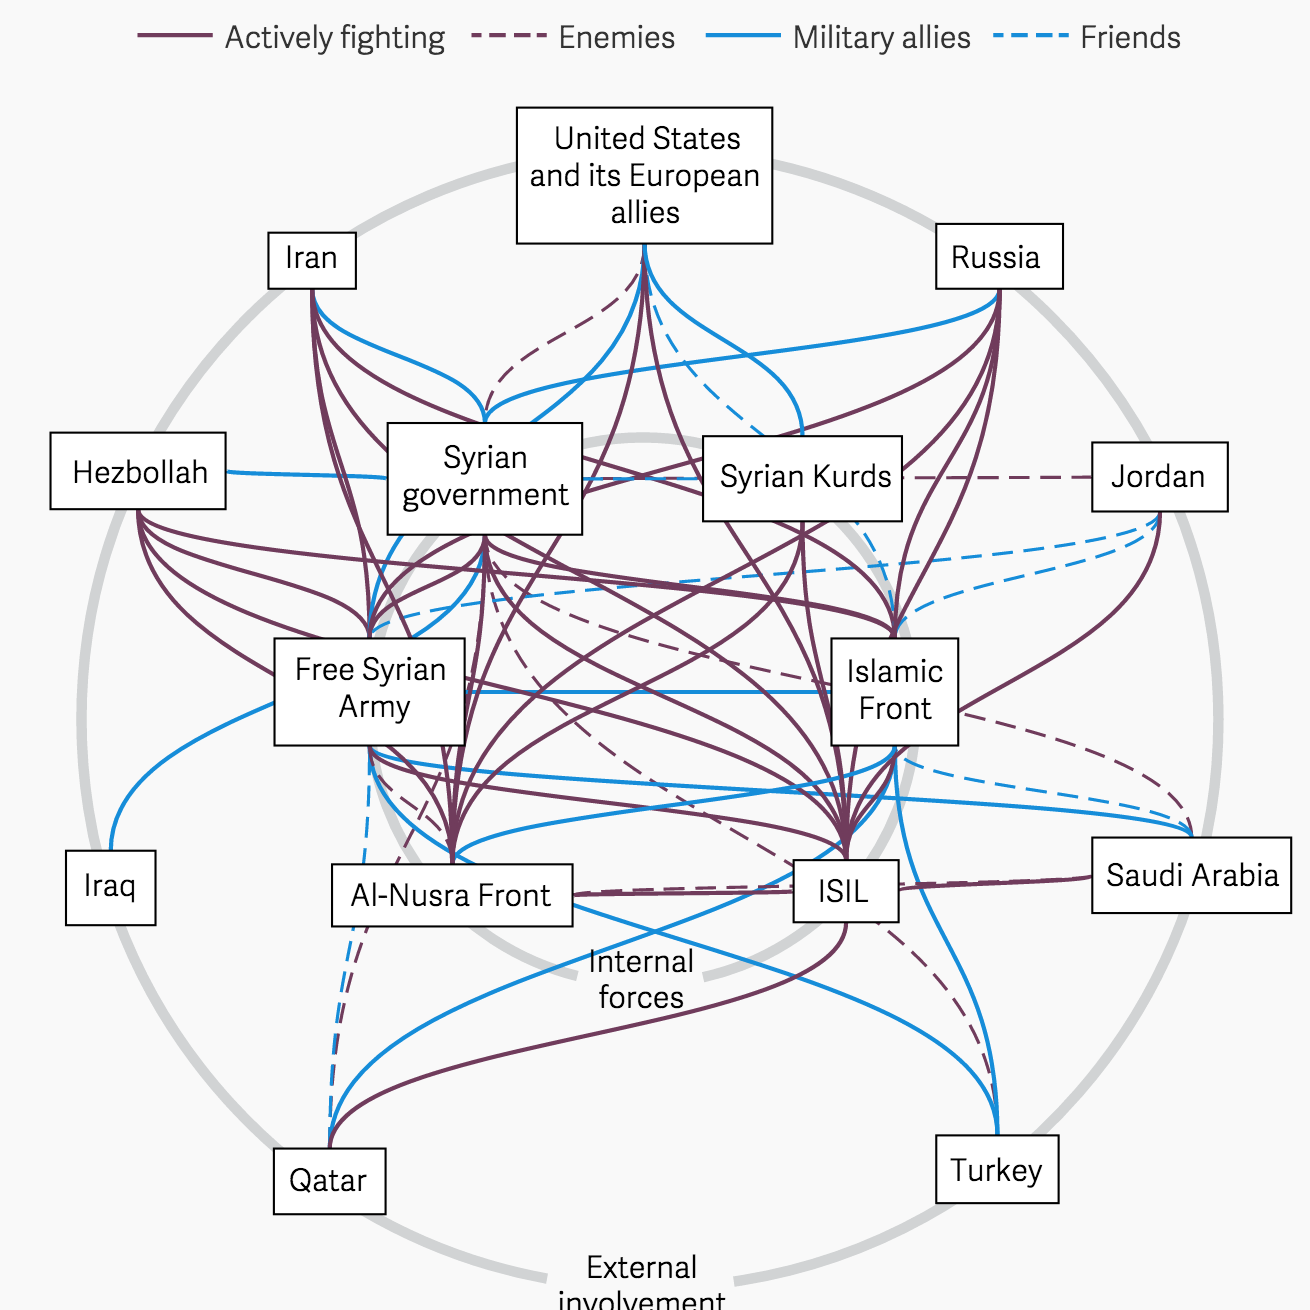 Actively fighting Enemies Military allies Friends
United States
and its European
allies
Iran
Russia
Hezbollah
Syrian
government
Syrian Kurds
Jordan
Free Syrian
Army
Islamic
Front
Iraq
Al-Nusra Front
ISIL
Saudi Arabia
Internal
forces
Qatar
Turkey
External
involvement